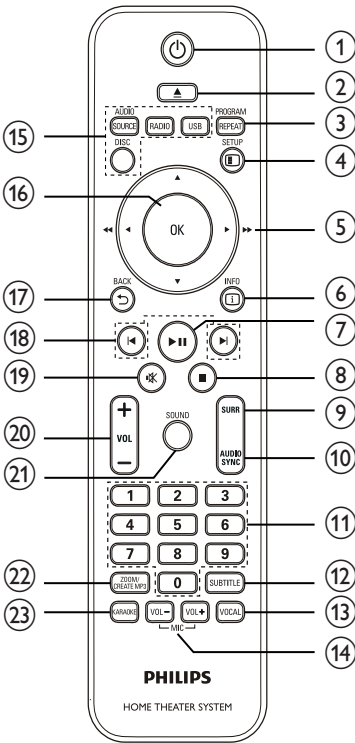 1
2
AUDIO
PROGRAM
SOURCE RADIO USB REPEAT
3
15
DISC
SETUP
4
16
OK
5
17
BACK
INFO
i
6
18
7
19
8
SOUND
+
VOL
−
SURR
9
20
AUDIO
SYNC
10
21
1 2 3
4 5 6
11
7 8 9
22
ZOOM/
CREATE MP3
0
SUBTITLE
12
23
KARAOKE
VOL−
VOL+
VOCAL
13
MIC
14
PHILIPS
HOME THEATER SYSTEM